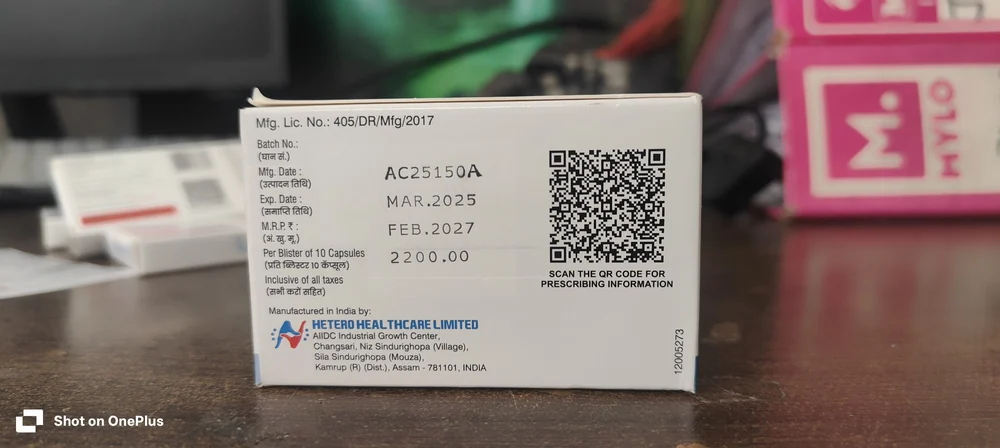 Mfg. Lic. No.: 405/DR/Mfg/2017
Batch No.:
(घान सं.)
AC25150A
Mfg. Date :
(उत्पादन तिथि)
MAR.2025
Exp. Date :
(समाप्ति तिथि)
FEB.2027
M.R.P. ₹ :
(अ. खु. मू.)
2200.00
Per Blister of 10 Capsules
(प्रति ब्लिस्टर 10 कॅप्सूल)
Inclusive of all taxes
(सभी करों सहित)
SCAN THE QR CODE FOR
PRESCRIBING INFORMATION
Manufactured in India by:
HETERO HEALTHCARE LIMITED
AIIDC Industrial Growth Center,
Changsari, Niz Sindurighopa (Village),
Sila Sindurighopa (Mouza),
Kamrup (R) (Dist.), Assam - 781101, INDIA
12005273
M.
MYLO
Shot on OnePlus